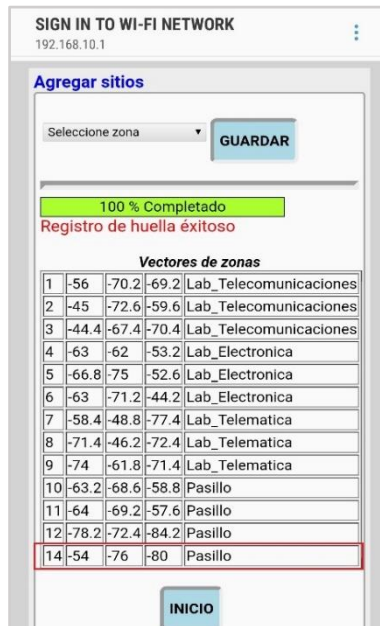 SIGN IN TO WI-FI NETWORK
192.168.10.1
Agregar sitios
Seleccione zona GUARDAR
100 % Completado
Registro de huella éxitoso
Vectores de zonas
1 -56 -70.2 -69.2 Lab_Telecomunicaciones
2 -45 -72.6 -59.6 Lab_Telecomunicaciones
3 -44.4 -67.4 -70.4 Lab_Telecomunicaciones
4 -63 -62 -53.2 Lab_Electronica
5 -66.8 -75 -52.6 Lab_Electronica
6 -63 -71.2 -44.2 Lab_Electronica
7 -58.4 -48.8 -77.4 Lab_Telematica
8 -71.4 -46.2 -72.4 Lab_Telematica
9 -74 -61.8 -71.4 Lab_Telematica
10 -63.2 -68.6 -58.8 Pasillo
11 -64 -69.2 -57.6 Pasillo
12 -78.2 -72.4 -84.2 Pasillo
14 -54 -76 -80 Pasillo
INICIO